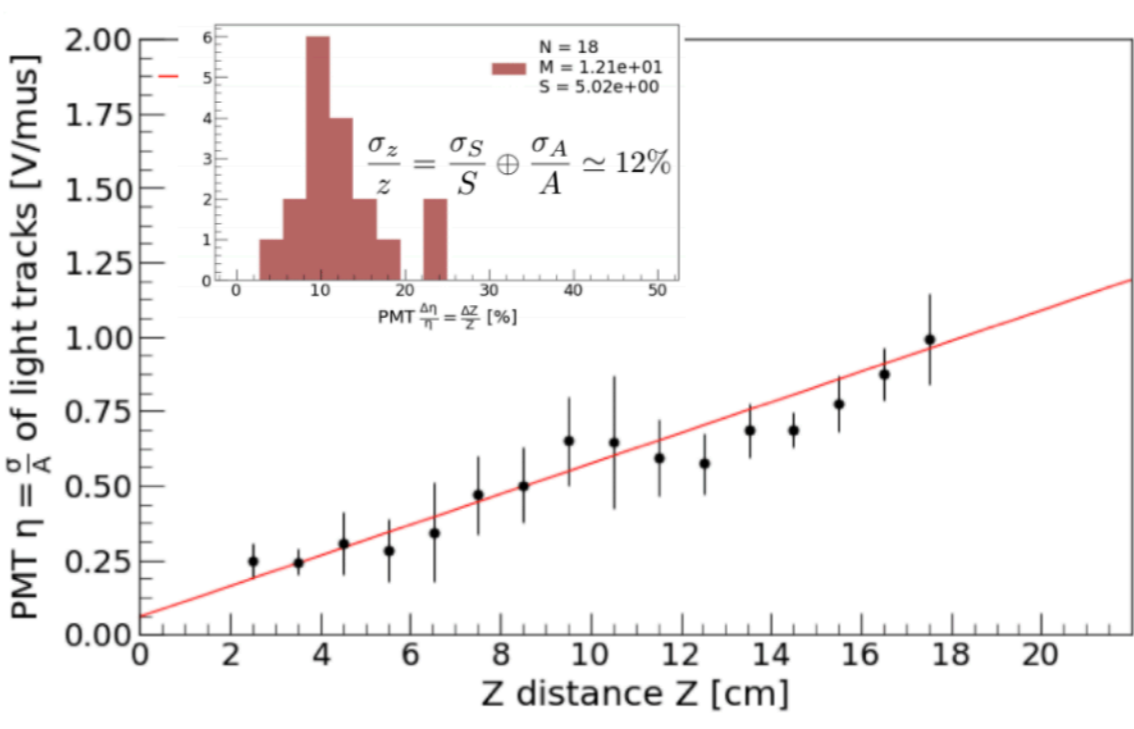 2.00
1.75
1.50
1.25
1.00
0.75
0.50
0.25
0.00
PMT η = σ/A of light tracks [V/mus]
6
5
4
3
2
1
0
N = 18
M = 1.21e+01
S = 5.02e+00
σ_z/z = σ_S/S ⊕ σ_A/A ≃ 12%
0 10 20 30 40 50
PMT Δη/η = ΔZ/Z [%]
0 2 4 6 8 10 12 14 16 18 20
Z distance Z [cm]